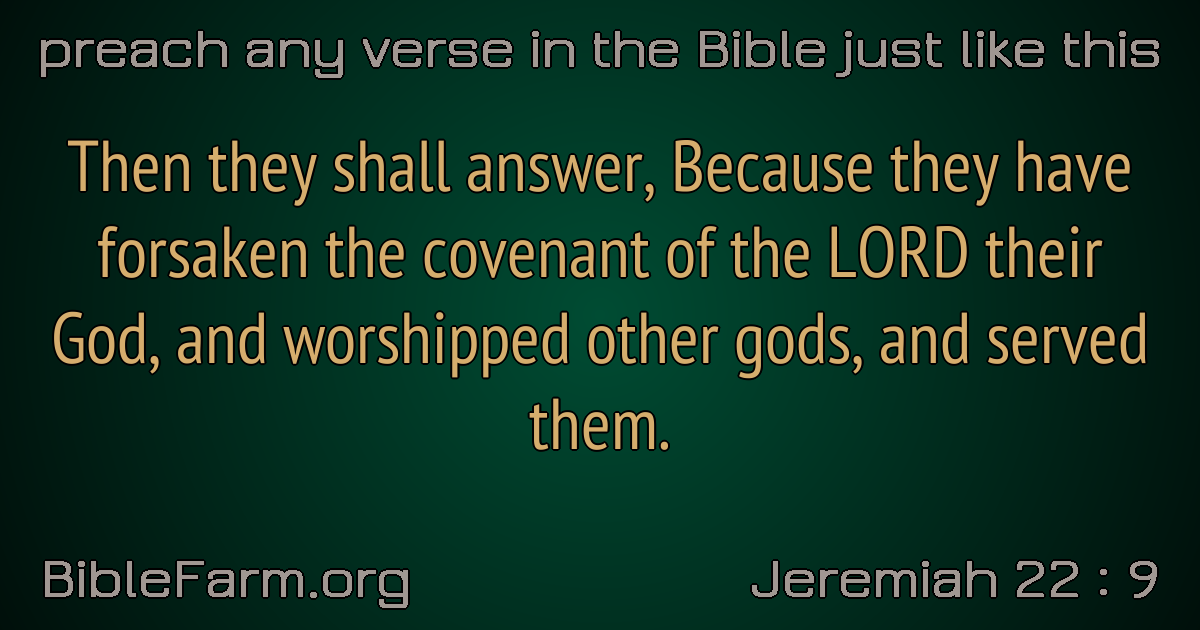 preach any verse in the Bible just like this
Then they shall answer, Because they have
forsaken the covenant of the LORD their
God, and worshipped other gods, and served
them.
BibleFarm.org
Jeremiah 22 : 9